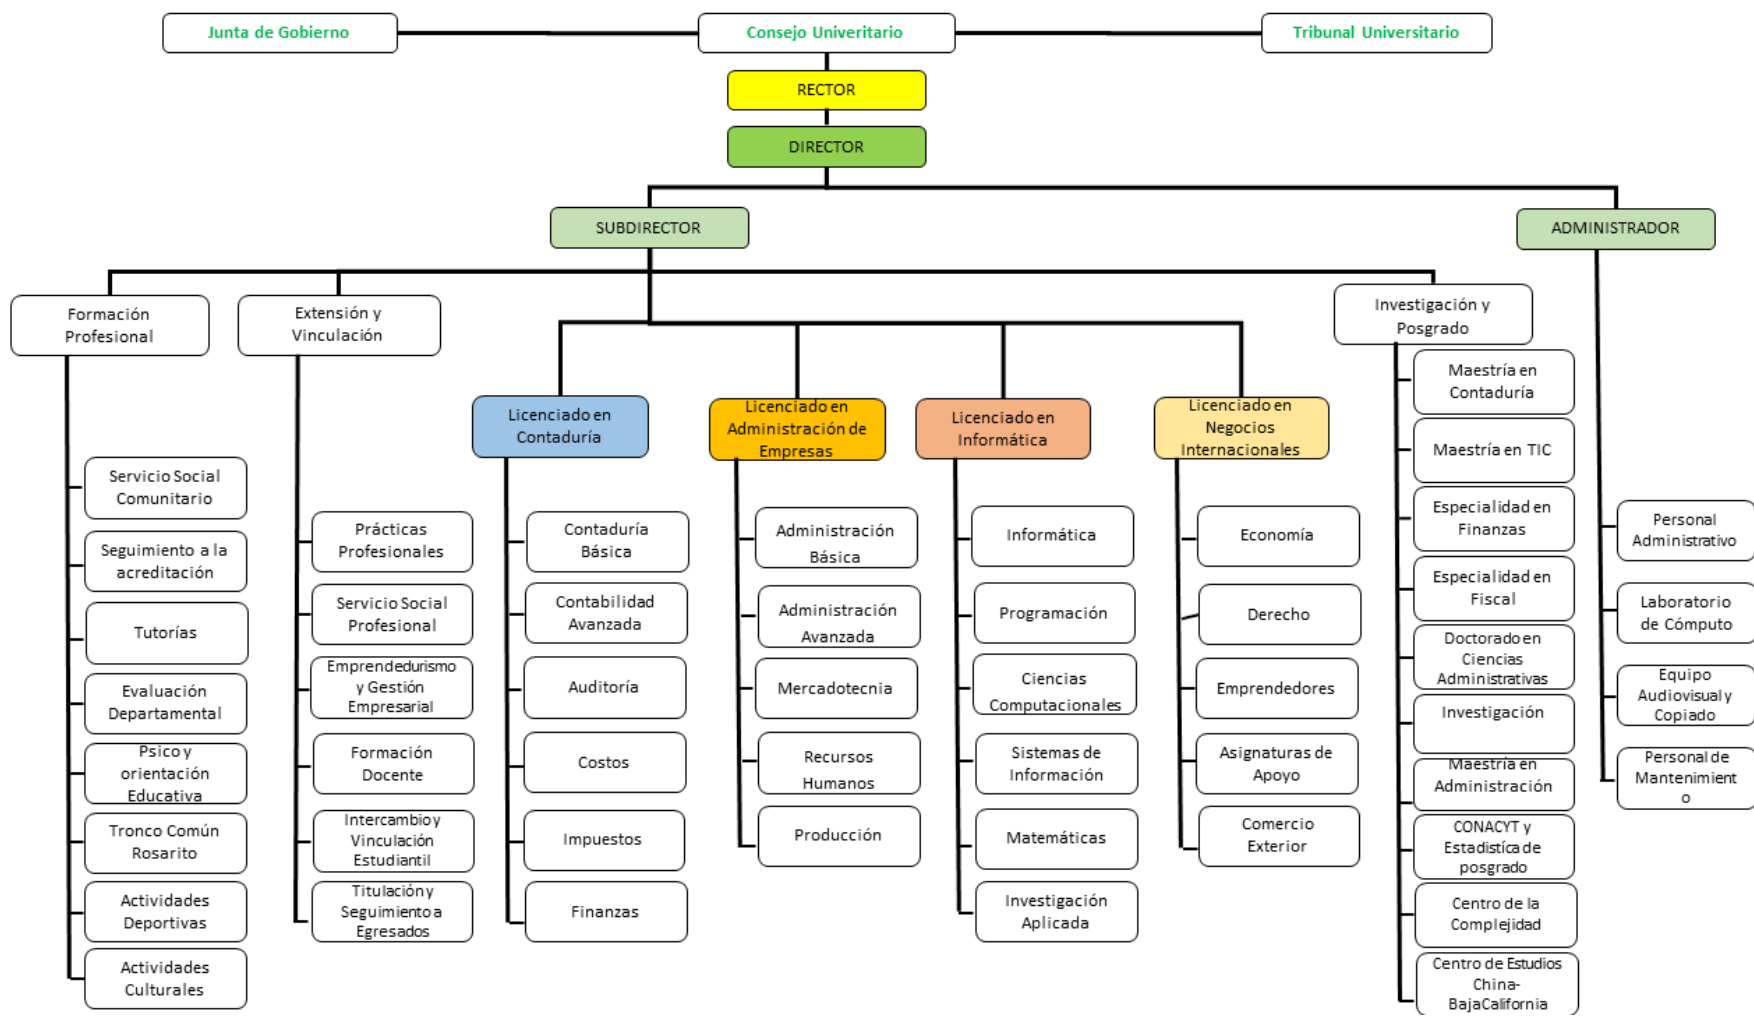 Junta de Gobierno
Consejo Univeritario
Tribunal Universitario
RECTOR
DIRECTOR
SUBDIRECTOR
ADMINISTRADOR
Formación
Profesional
Servicio Social
Comunitario
Seguimiento a la
acreditación
Tutorías
Evaluación
Departamental
Psico y
orientación
Educativa
Tronco Común
Rosarito
Actividades
Deportivas
Actividades
Culturales
Extensión y
Vinculación
Prácticas
Profesionales
Servicio Social
Profesional
Emprendedurismo
y Gestión
Empresarial
Formación
Docente
Intercambio y
Vinculación
Estudiantil
Titulación y
Seguimiento a
Egresados
Licenciado en
Contaduría
Contaduría
Básica
Contabilidad
Avanzada
Auditoría
Costos
Impuestos
Finanzas
Licenciado en
Administración de
Empresas
Administración
Básica
Administración
Avanzada
Mercadotecnia
Recursos
Humanos
Producción
Licenciado en
Informática
Informática
Programación
Ciencias
Computacionales
Sistemas de
Información
Matemáticas
Investigación
Aplicada
Licenciado en
Negocios
Internacionales
Economía
Derecho
Emprendedores
Asignaturas de
Apoyo
Comercio
Exterior
Investigación y
Posgrado
Maestría en
Contaduría
Maestría en TIC
Especialidad en
Finanzas
Especialidad en
Fiscal
Doctorado en
Ciencias
Administrativas
Investigación
Maestría en
Administración
CONACYT y
Estadistíca de
posgrado
Centro de la
Complejidad
Centro de Estudios
China-
BajaCalifornia
Personal
Administrativo
Laboratorio
de Cómputo
Equipo
Audiovisual y
Copiado
Personal de
Mantenimient
o